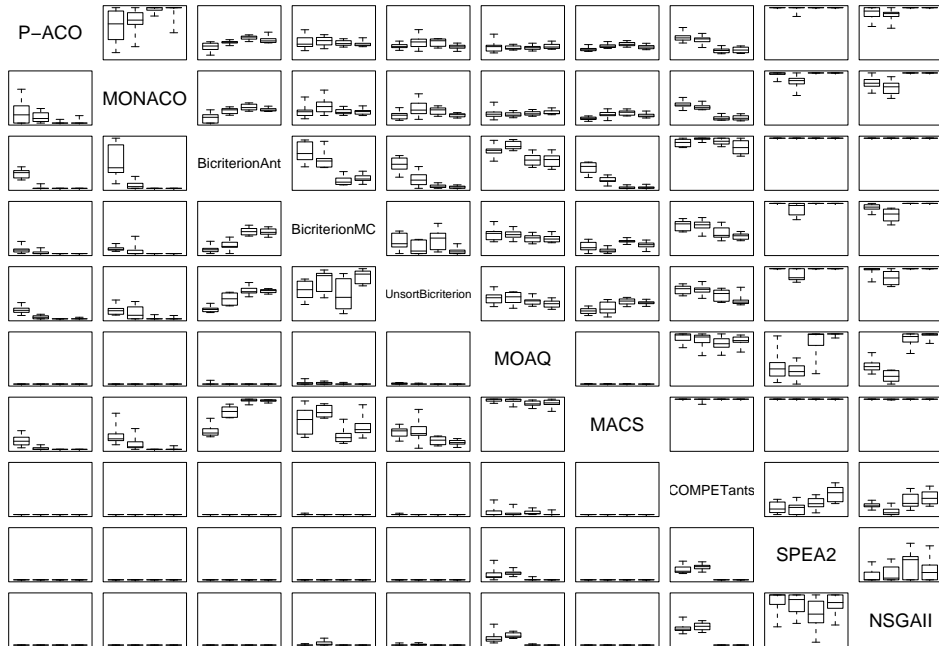 P−ACO
MONACO
BicriterionAnt
BicriterionMC
UnsortBicriterion
MOAQ
MACS
COMPETants
SPEA2
NSGAII